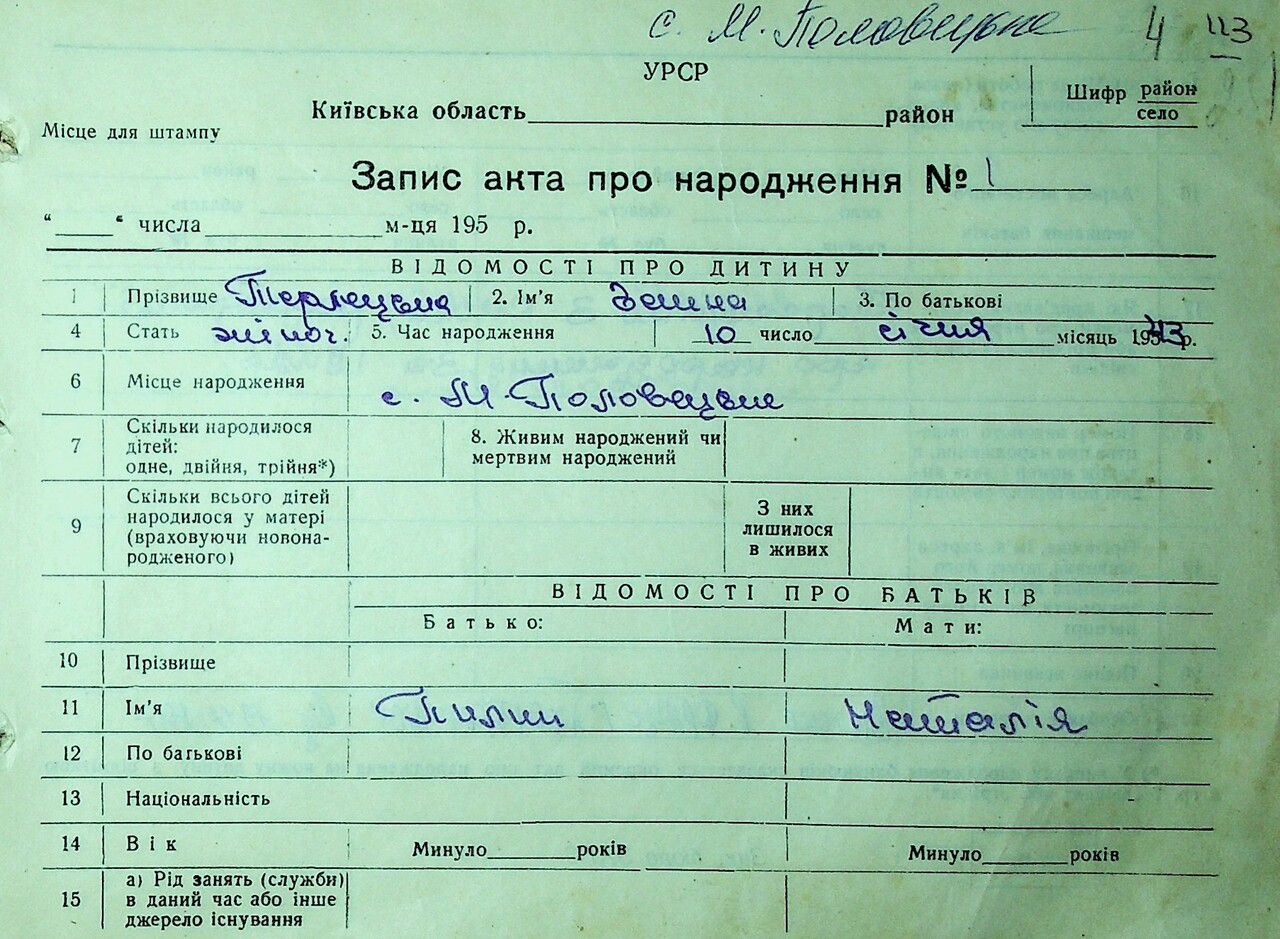 с. М. Половецьке 4 ЦЗ
УРСР
Київська область район
Шифр район село
Місце для штампу
Запис акта про народження № 1
“ “ числа м-ця 195 р.
ВІДОМОСТІ ПРО ДИТИНУ
1 Прізвище Терлецька 2. Ім'я Ганна 3. По батькові
4 Стать жіноч. 5. Час народження 10 число січня місяць 1943 р.
6 Місце народження с. М-Половецьке
7 Скільки народилося дітей: одне, двійня, трійня*) 8. Живим народжений чи мертвим народжений
9 Скільки всього дітей народилося у матері (враховуючи новонародженого) З них лишилося в живих
ВІДОМОСТІ ПРО БАТЬКІВ
Батько: Мати:
10 Прізвище
11 Ім'я Пилип Наталія
12 По батькові
13 Національність
14 Вік Минуло років Минуло років
15 а) Рід занять (служби) в даний час або інше джерело існування